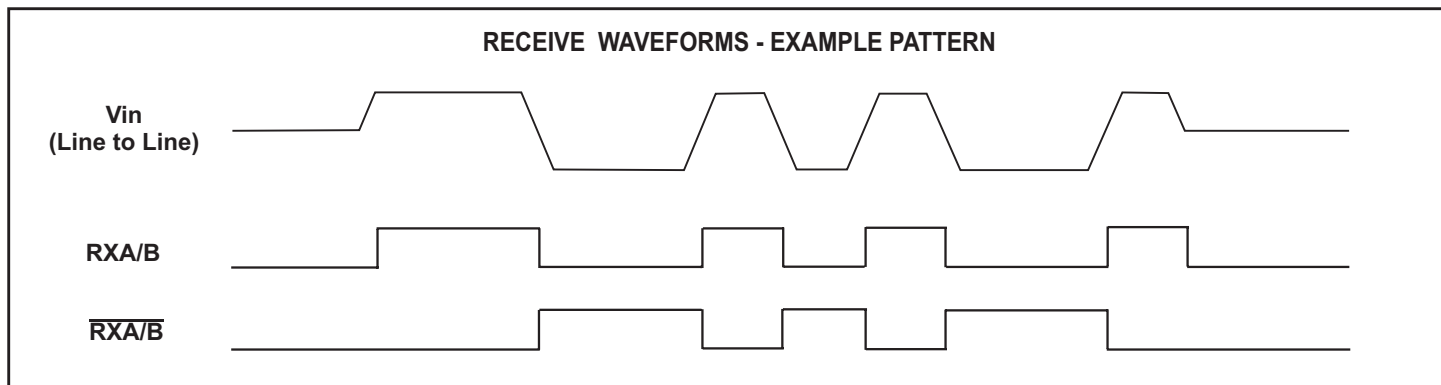 RECEIVE WAVEFORMS - EXAMPLE PATTERN
Vin
(Line to Line)
RXA/B
RXA/B